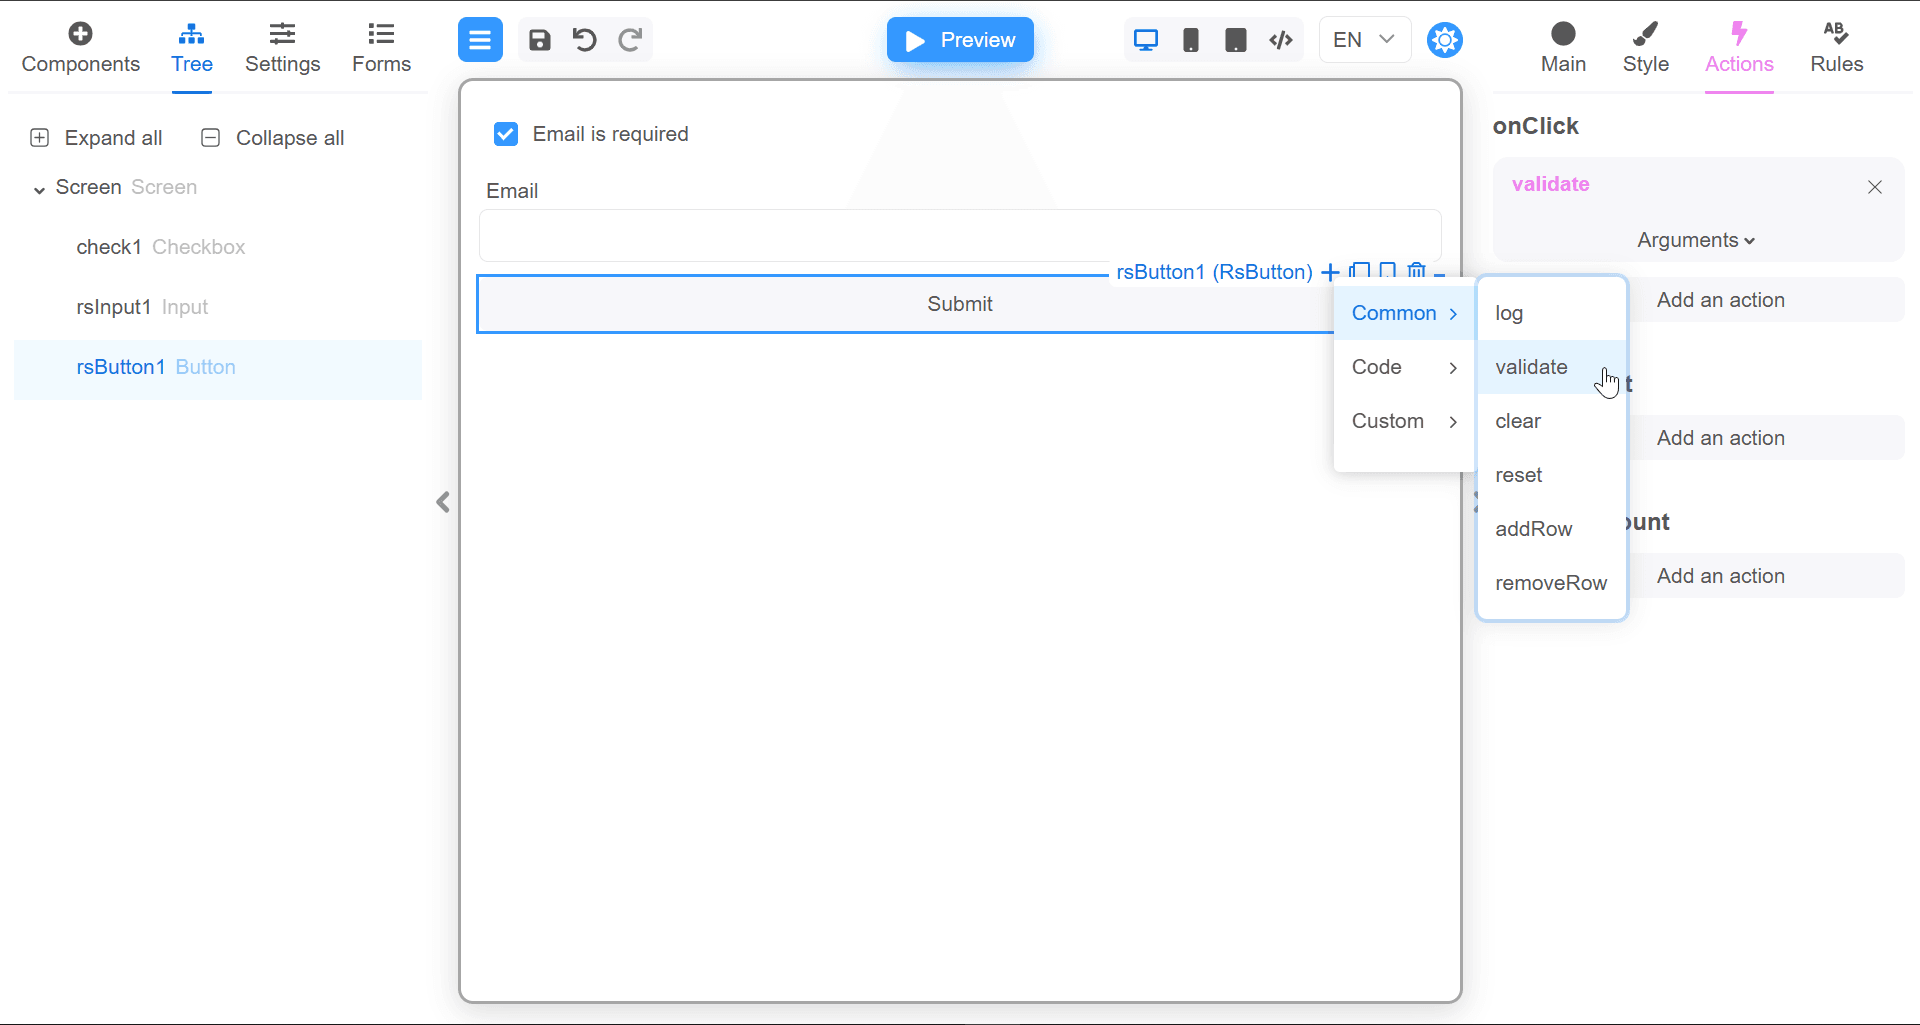 Components Tree Settings Forms
Preview
EN
Main Style Actions Rules
Expand all Collapse all
Screen Screen
check1 Checkbox
rsInput1 Input
rsButton1 Button
Email is required
Email
rsButton1 (RsButton)
Submit
onClick
validate
Arguments
Add an action
Add an action
Add an action
Common
Code
Custom
log
validate
clear
reset
addRow
removeRow